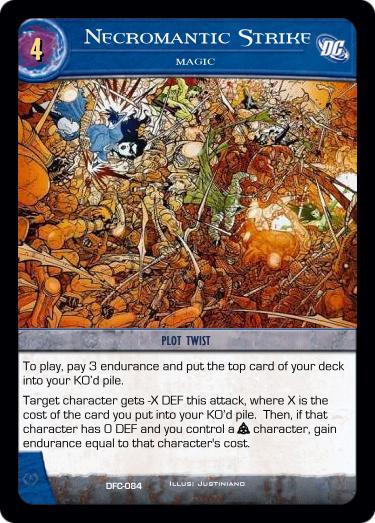 4
NECROMANTIC STRIKE
DC
MAGIC
PLOT TWIST
To play, pay 3 endurance and put the top card of your deck
into your KO'd pile.
Target character gets -X DEF this attack, where X is the
cost of the card you put into your KO'd pile. Then, if that
character has 0 DEF and you control a character, gain
endurance equal to that character's cost.
DFC-084
ILLUS: JUSTINIANO